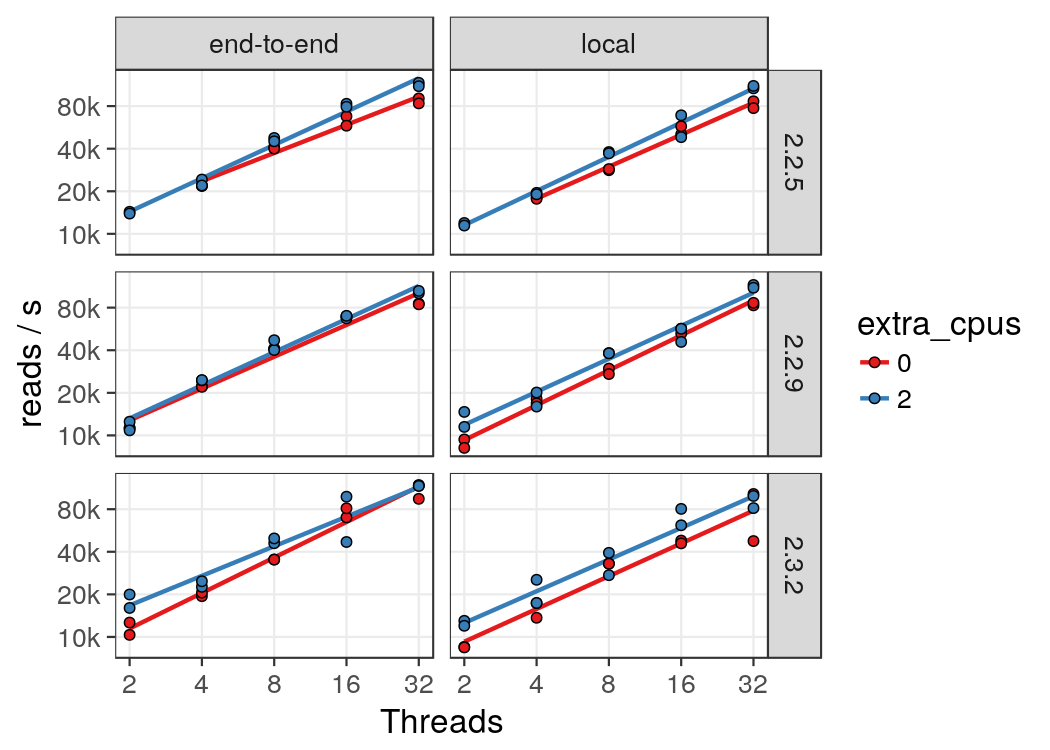 end-to-end
local
80k
40k
20k
10k
2.2.5
80k
40k
20k
10k
2.2.9
80k
40k
20k
10k
2.3.2
reads / s
2 4 8 16 32
2 4 8 16 32
Threads
extra_cpus
0
2